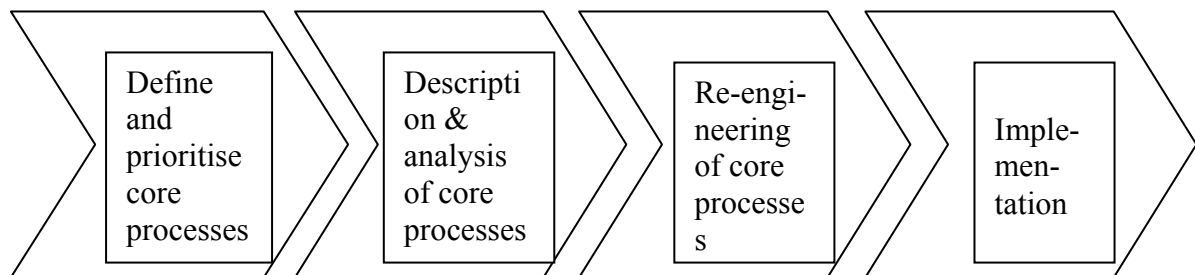 Define
and
prioritise
core
processes
Descripti
on &
analysis
of core
processes
Re-engi-
neering
of core
processe
s
Imple-
men-
tation